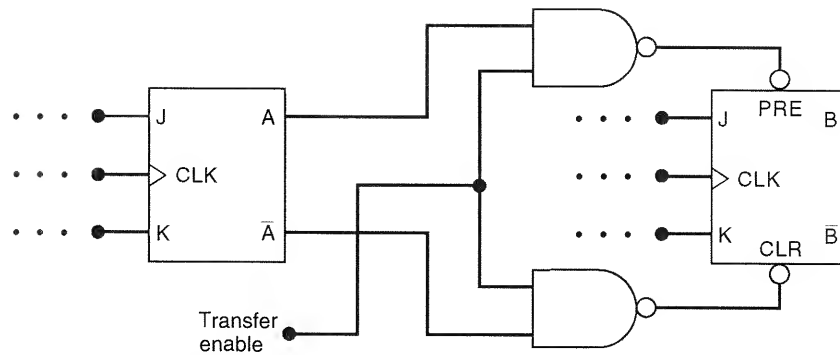 J A
CLK
K A̅
Transfer
enable
PRE
J B
CLK
K B̅
CLR